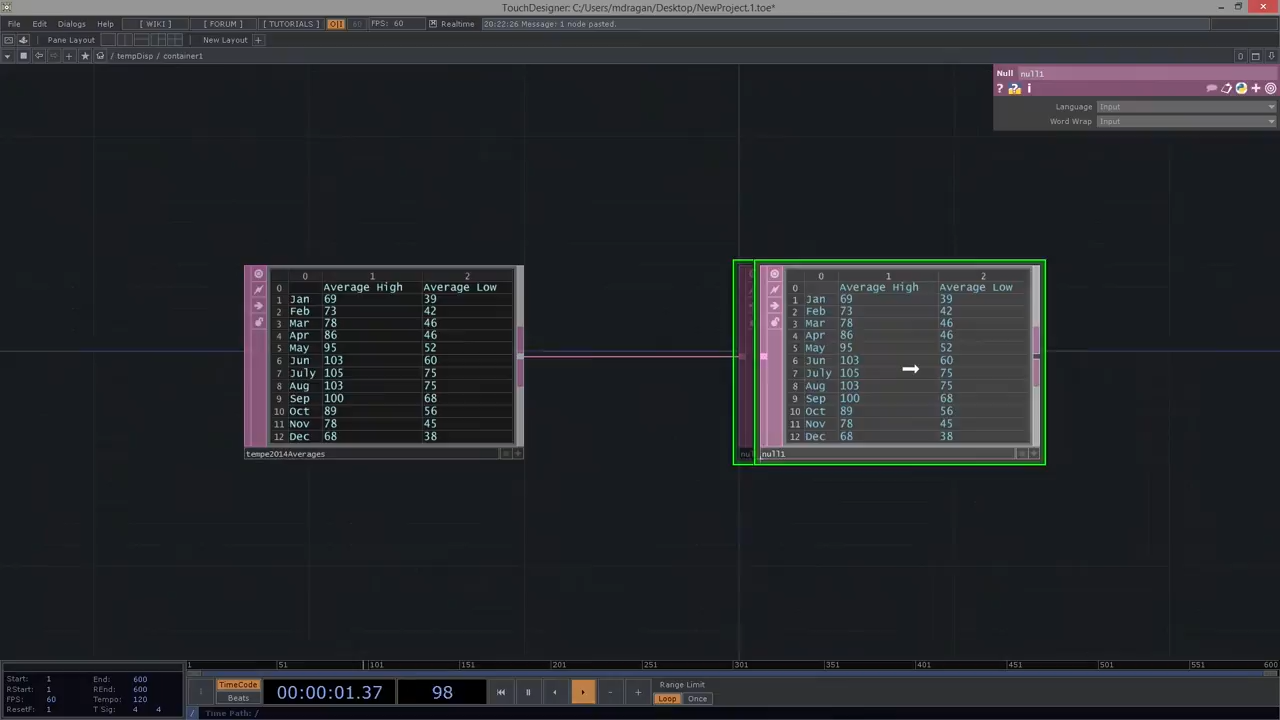 TouchDesigner: C:/Users/mdragan/Desktop/NewProject.1.toe*
File Edit Dialogs Help [ WIKI ] [ FORUM ] [ TUTORIALS ] O|I 60 FPS: 60 Realtime 20:22:26 Message: 1 node pasted.
Pane Layout New Layout +
/ tempDisp / container1
Null null1
Language Input
Word Wrap Input
0 1 2
0 Average High Average Low
1 Jan 69 39
2 Feb 73 42
3 Mar 78 46
4 Apr 86 46
5 May 95 52
6 Jun 103 60
7 July 105 75
8 Aug 103 75
9 Sep 100 68
10 Oct 89 56
11 Nov 78 45
12 Dec 68 38
tempe2014Averages
0 1 2
0 Average High Average Low
1 Jan 69 39
2 Feb 73 42
3 Mar 78 46
4 Apr 86 46
5 May 95 52
6 Jun 103 60
7 July 105 75
8 Aug 103 75
9 Sep 100 68
10 Oct 89 56
11 Nov 78 45
12 Dec 68 38
nul null1
1 51 101 151 201 251 301 351 401 451 501 551 600
Start: 1 End: 600
RStart: 1 REnd: 600
FPS: 60 Tempo: 120
ResetF: 1 T Sig: 4 4
TimeCode
Beats
00:00:01.37 98
Range Limit
Loop Once
/ Time Path: /